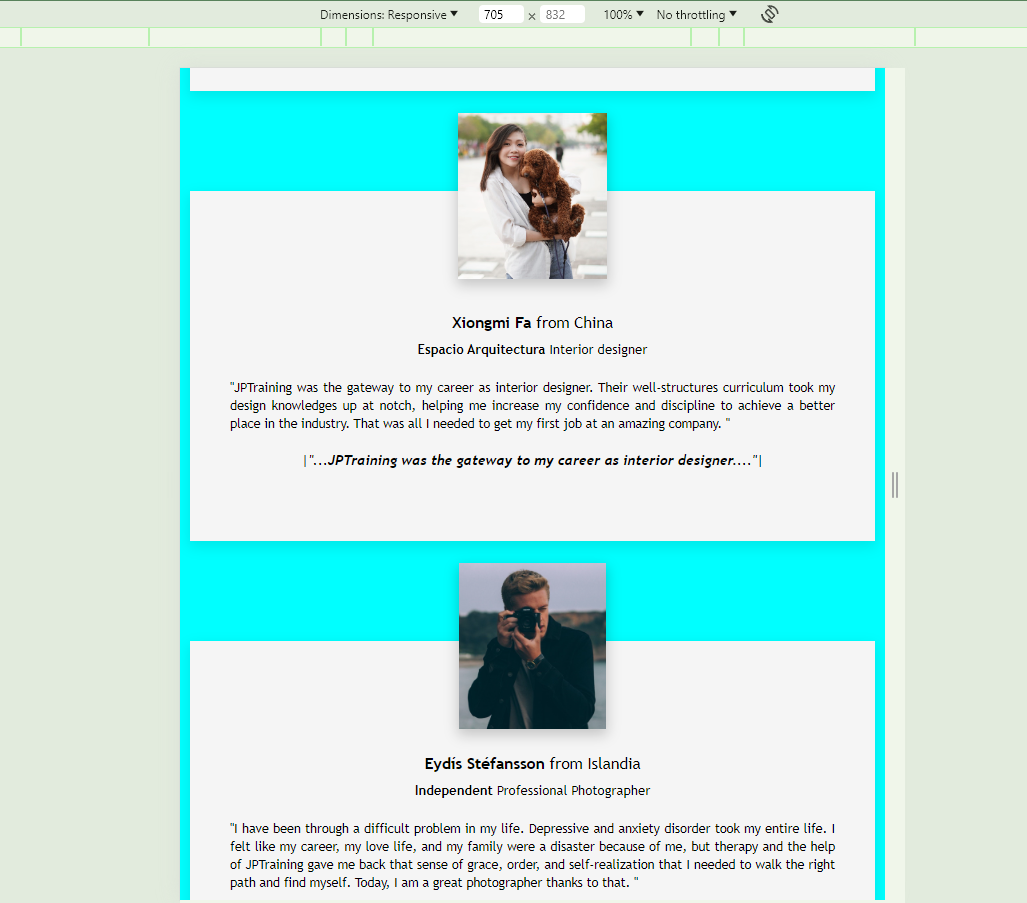 Dimensions: Responsive 705 × 832 100% No throttling
Xiongmi Fa from China
Espacio Arquitectura Interior designer
"JPTraining was the gateway to my career as interior designer. Their well-structures curriculum took my
design knowledges up at notch, helping me increase my confidence and discipline to achieve a better
place in the industry. That was all I needed to get my first job at an amazing company. "
|"...JPTraining was the gateway to my career as interior designer...."|
Eydís Stéfansson from Islandia
Independent Professional Photographer
"I have been through a difficult problem in my life. Depressive and anxiety disorder took my entire life. I
felt like my career, my love life, and my family were a disaster because of me, but therapy and the help
of JPTraining gave me back that sense of grace, order, and self-realization that I needed to walk the right
path and find myself. Today, I am a great photographer thanks to that. "